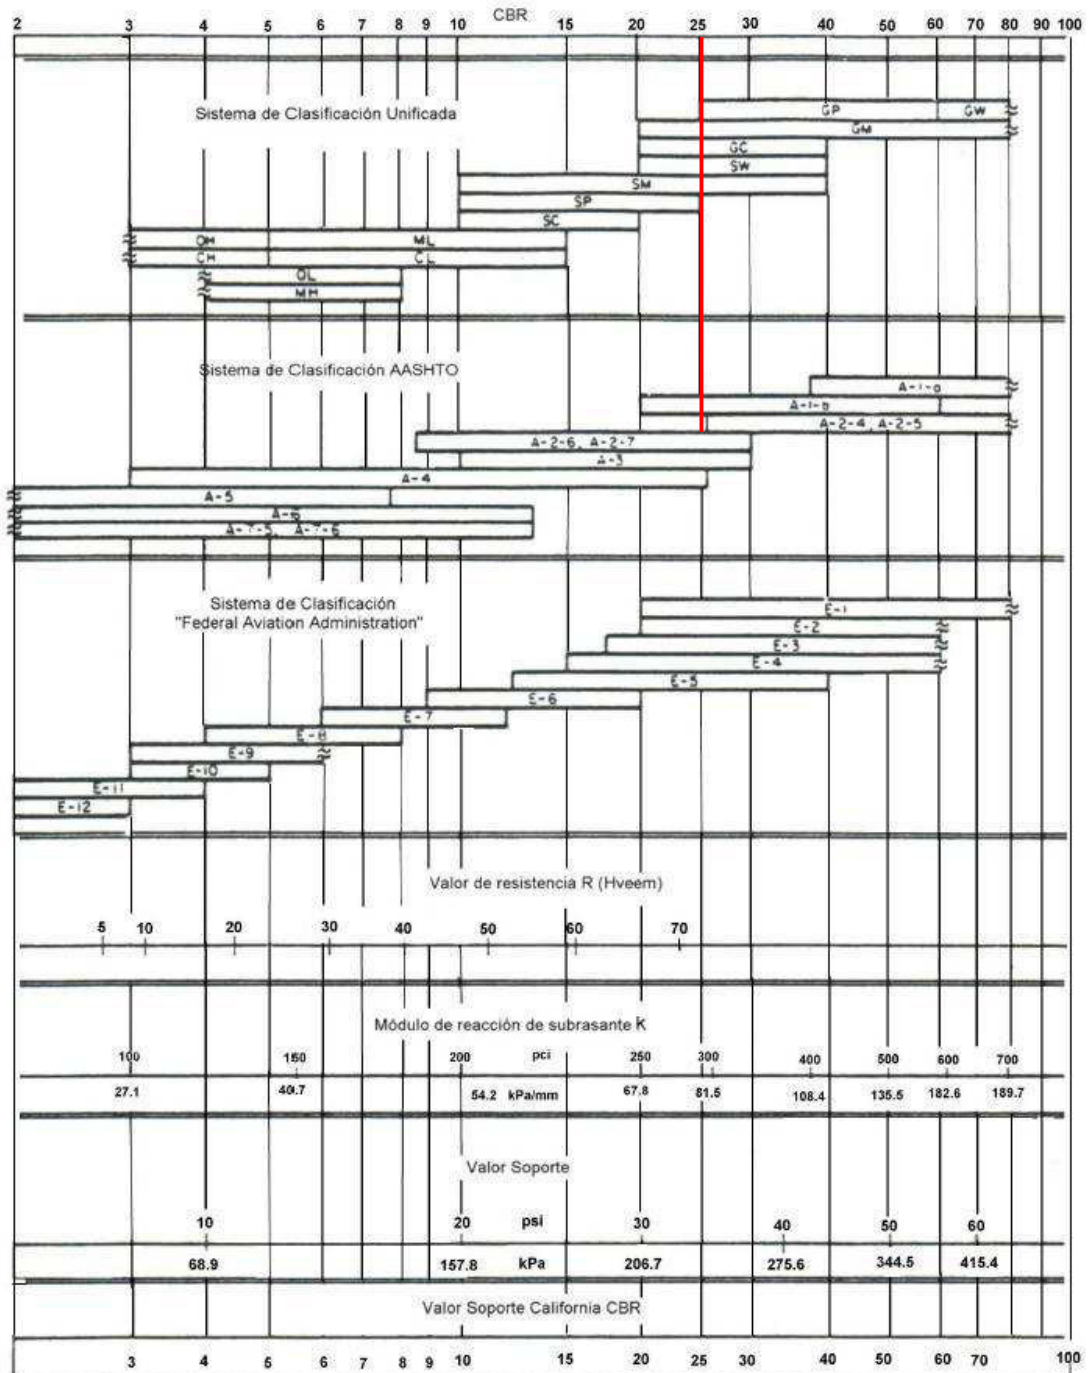 CBR
2 3 4 5 6 7 8 9 10 15 20 25 30 40 50 60 70 80 90 100
Sistema de Clasificación Unificada
GP GW
GM
GC
SW
SM
SP
SC
OH ML
CH CL
OL
MH
Sistema de Clasificación AASHTO
A-1-a
A-1-b
A-2-4, A-2-5
A-2-6, A-2-7
A-3
A-4
A-5
A-6
A-7-5, A-7-6
Sistema de Clasificación
"Federal Aviation Administration"
E-1
E-2
E-3
E-4
E-5
E-6
E-7
E-8
E-9
E-10
E-11
E-12
Valor de resistencia R (Hveem)
5 10 20 30 40 50 60 70
Módulo de reacción de subrasante k
100 150 200 pci 250 300 400 500 600 700
27.1 40.7 54.2 kPa/mm 67.8 81.5 108.4 135.5 182.6 189.7
Valor Soporte
10 20 psi 30 40 50 60
68.9 157.8 kPa 206.7 275.6 344.5 415.4
Valor Soporte California CBR
3 4 5 6 7 8 9 10 15 20 25 30 40 50 60 70 80 90 100